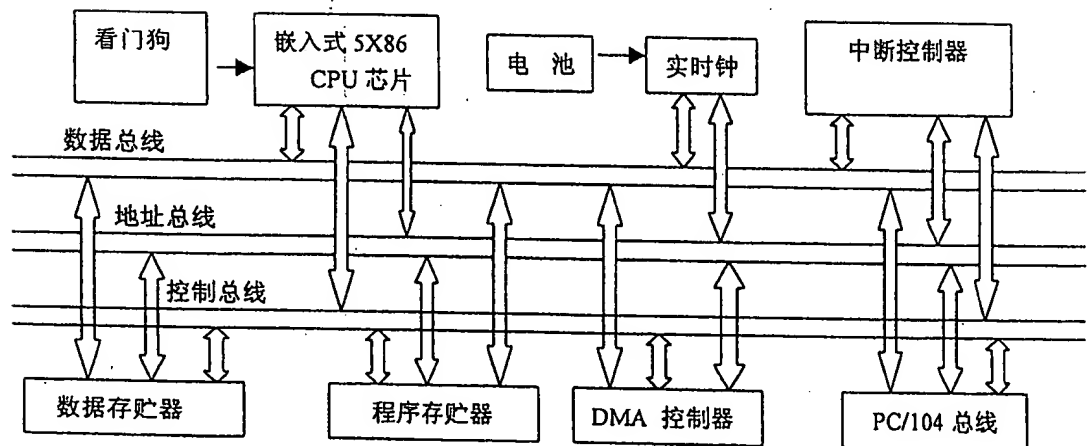 看门狗
嵌入式 5X86
CPU 芯片
电 池
实时钟
中断控制器
数据总线
地址总线
控制总线
数据存贮器
程序存贮器
DMA 控制器
PC/104 总线